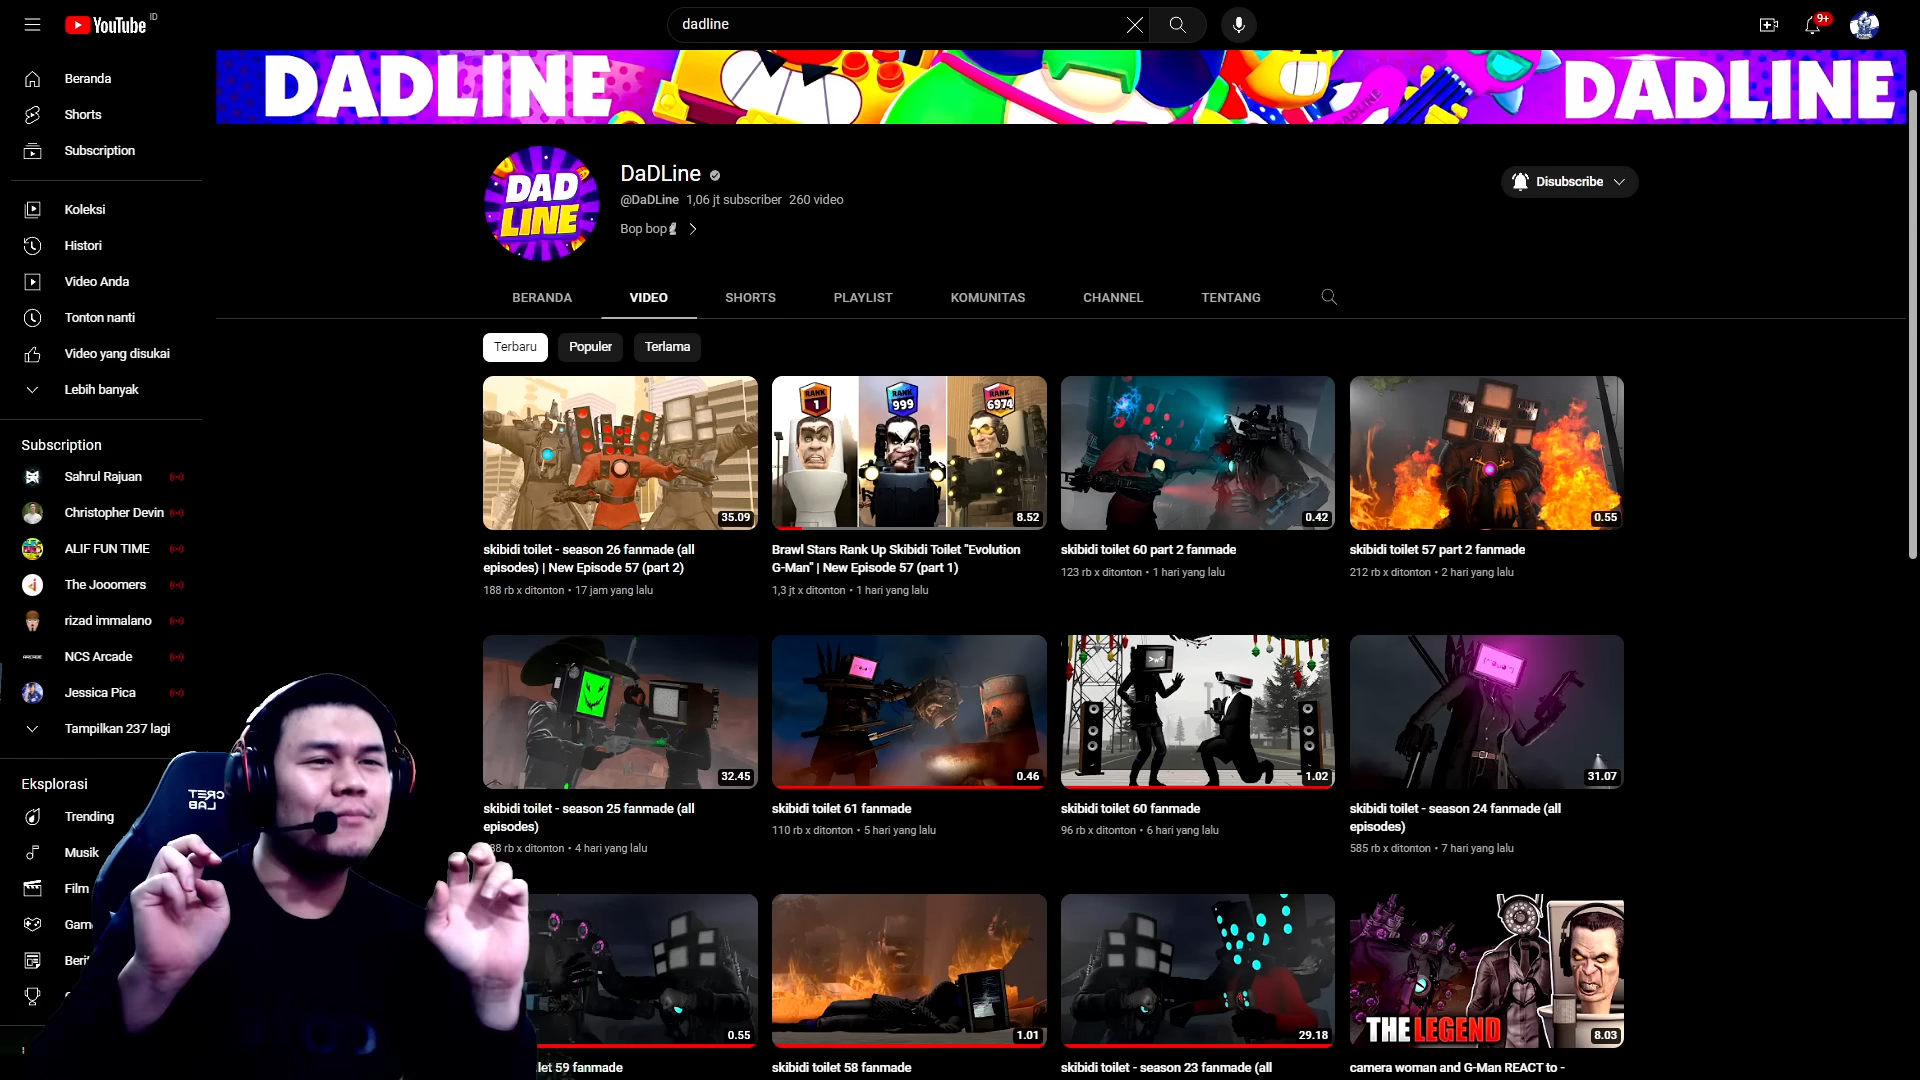 YouTube ID
dadline
9+
Beranda
Shorts
Subscription
Koleksi
Histori
Video Anda
Tonton nanti
Video yang disukai
Lebih banyak
Subscription
Sahrul Rajuan
Christopher Devin
ALIF FUN TIME
The Jooomers
rizad immalano
NCS Arcade
Jessica Pica
Tampilkan 237 lagi
Eksplorasi
Trending
Musik
Film
DADLINE
DADLINE
DAD
LINE
DaDLine
@DaDLine 1,06 jt subscriber 260 video
Bop bop
Disubscribe
BERANDA VIDEO SHORTS PLAYLIST KOMUNITAS CHANNEL TENTANG
Terbaru Populer Terlama
35.09
RANK 1 RANK 999 RANK 6974
8.52
0.42
0.55
skibidi toilet - season 26 fanmade (all
episodes) | New Episode 57 (part 2)
188 rb x ditonton • 17 jam yang lalu
Brawl Stars Rank Up Skibidi Toilet "Evolution
G-Man" | New Episode 57 (part 1)
1,3 jt x ditonton • 1 hari yang lalu
skibidi toilet 60 part 2 fanmade
123 rb x ditonton • 1 hari yang lalu
skibidi toilet 57 part 2 fanmade
212 rb x ditonton • 2 hari yang lalu
32.45
0.46
1.02
31.07
skibidi toilet - season 25 fanmade (all
episodes)
rb x ditonton • 4 hari yang lalu
skibidi toilet 61 fanmade
110 rb x ditonton • 5 hari yang lalu
skibidi toilet 60 fanmade
96 rb x ditonton • 6 hari yang lalu
skibidi toilet - season 24 fanmade (all
episodes)
585 rb x ditonton • 7 hari yang lalu
0.55
1.01
29.18
THE LEGEND
8.03
59 fanmade
skibidi toilet 58 fanmade
skibidi toilet - season 23 fanmade (all
camera woman and G-Man REACT to -